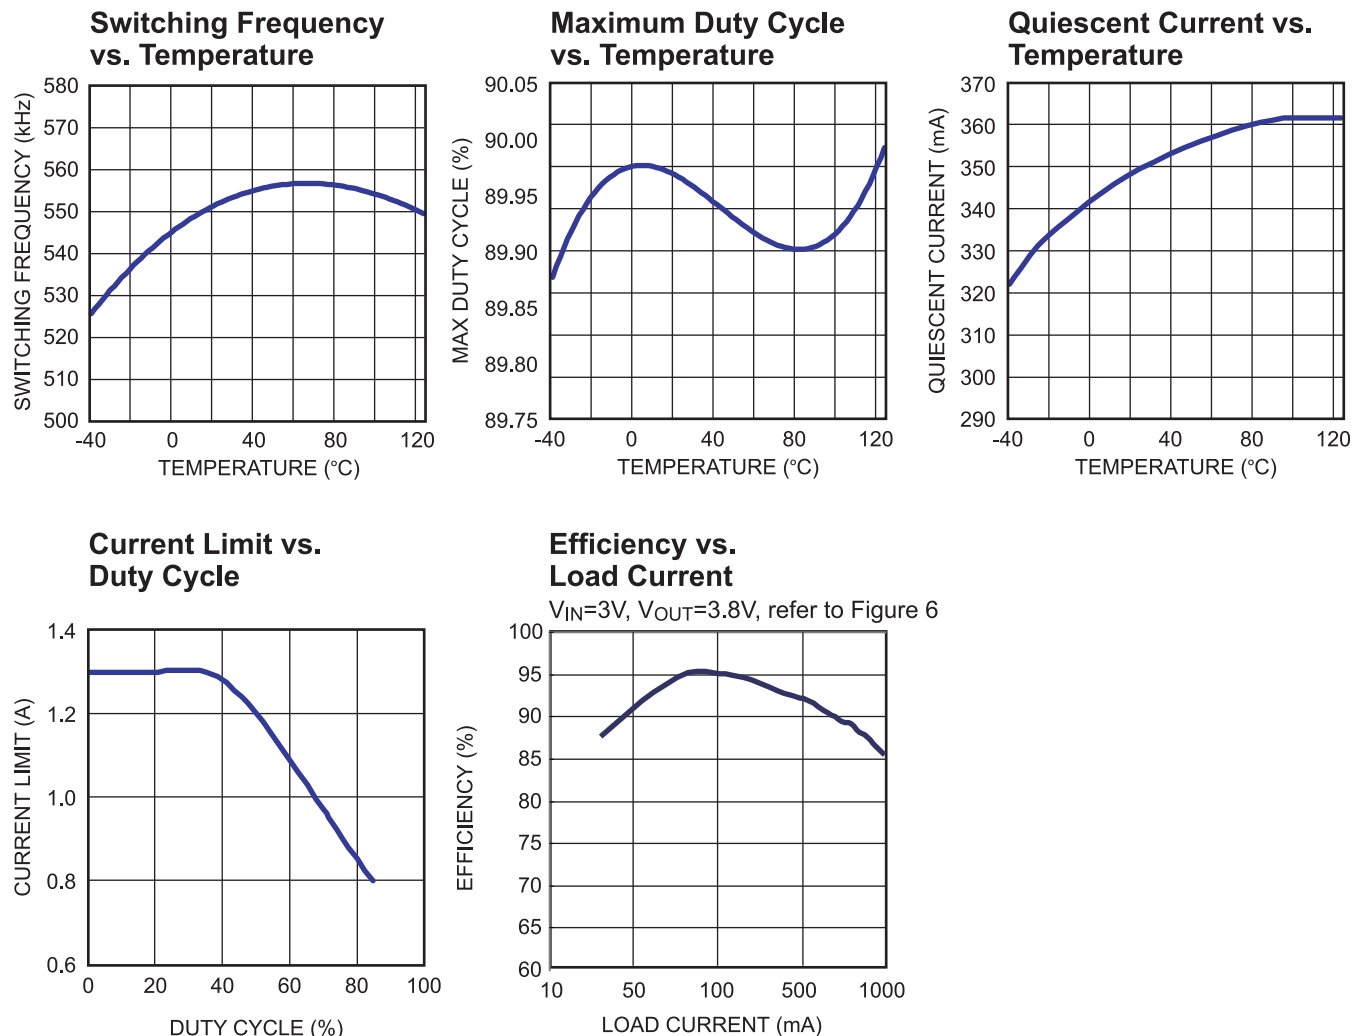 Switching Frequency
vs. Temperature
SWITCHING FREQUENCY (kHz)
580
570
560
550
540
530
520
510
500
-40 0 40 80 120
TEMPERATURE (°C)
Maximum Duty Cycle
vs. Temperature
MAX DUTY CYCLE (%)
90.05
90.00
89.95
89.90
89.85
89.80
89.75
-40 0 40 80 120
TEMPERATURE (°C)
Quiescent Current vs.
Temperature
QUIESCENT CURRENT (mA)
370
360
350
340
330
320
310
300
290
-40 0 40 80 120
TEMPERATURE (°C)
Current Limit vs.
Duty Cycle
CURRENT LIMIT (A)
1.4
1.2
1.0
0.8
0.6
0 20 40 60 80 100
DUTY CYCLE (%)
Efficiency vs.
Load Current
VIN=3V, VOUT=3.8V, refer to Figure 6
EFFICIENCY (%)
100
95
90
85
80
75
70
65
60
10 50 100 500 1000
LOAD CURRENT (mA)